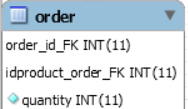 order
order_id_FK INT(11)
idproduct_order_FK INT(11)
quantity INT(11)